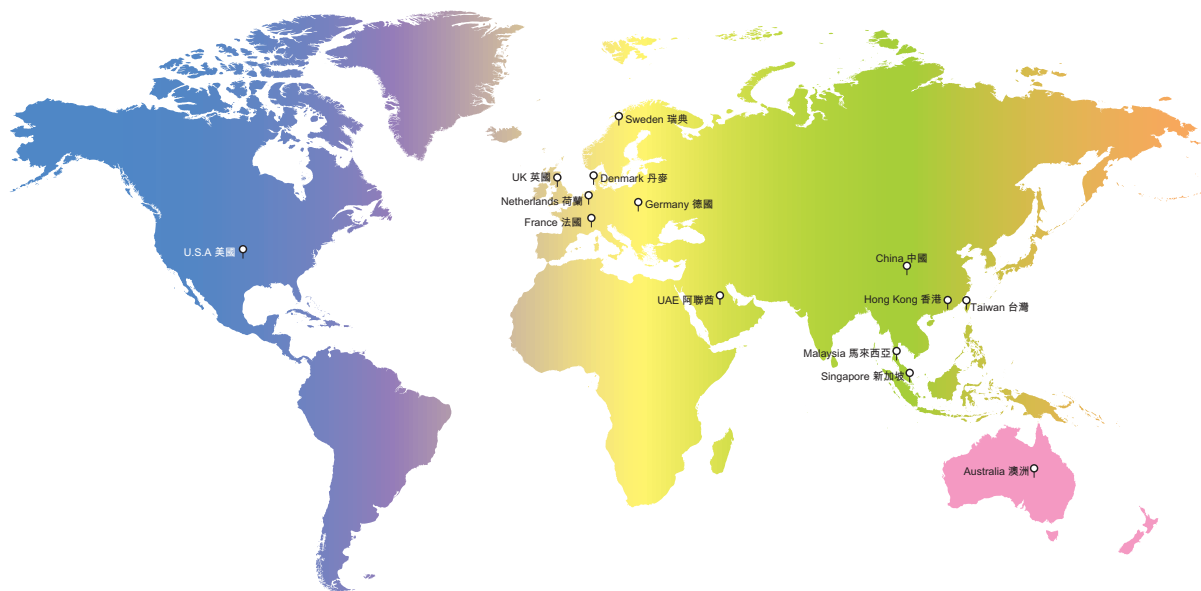 Sweden 瑞典
UK 英國
Denmark 丹麥
Netherlands 荷蘭
Germany 德國
France 法國
U.S.A 美國
China 中國
UAE 阿聯酋
Hong Kong 香港
Taiwan 台灣
Malaysia 馬來西亞
Singapore 新加坡
Australia 澳洲